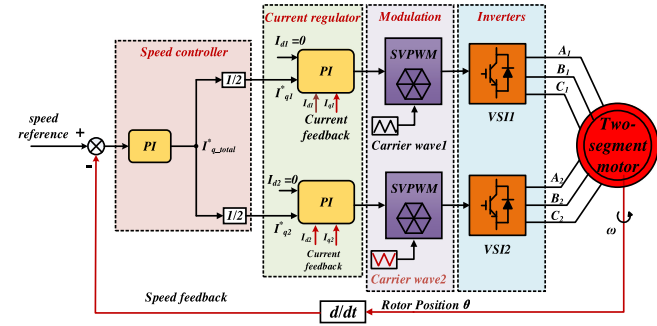 Current regulator
Modulation
Inverters
Speed controller
I_d1=0
PI
I*_q1
I_d1 I_q1
Current
feedback
SVPWM
Carrier wave1
VSI1
A_1
B_1
C_1
1/2
speed
reference
+
-
PI
I*_q_total
Two-
segment
motor
I_d2=0
PI
1/2
I*_q2
I_d2 I_q2
Current
feedback
SVPWM
Carrier wave2
VSI2
A_2
B_2
C_2
ω
Speed feedback
d/dt
Rotor Position θ